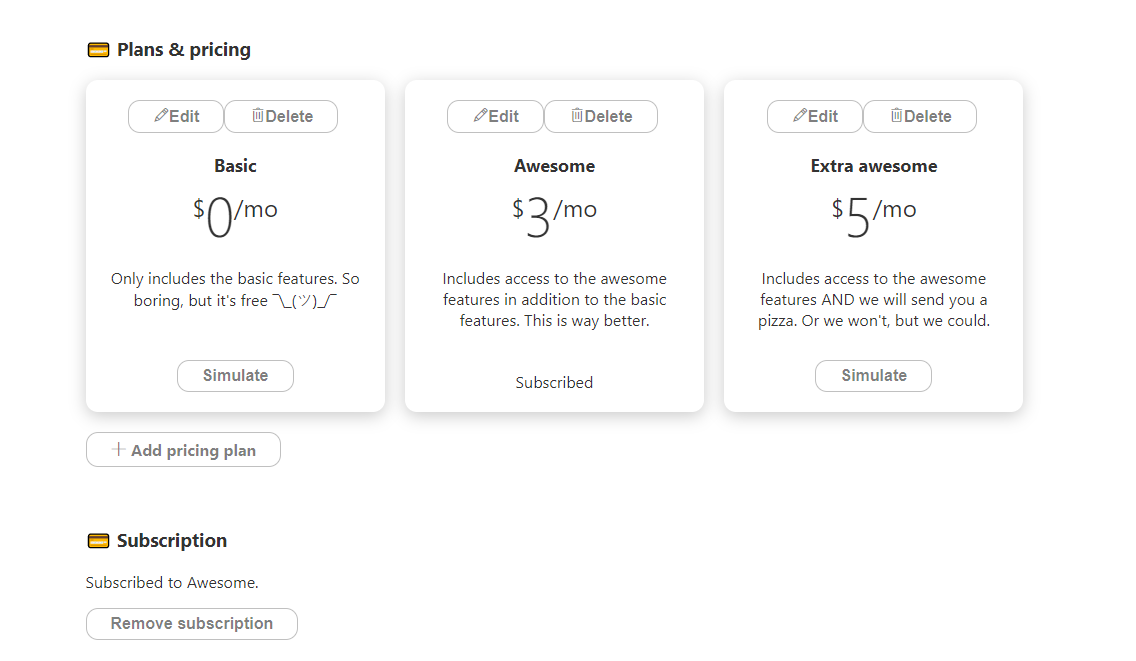 Plans & pricing
Edit Delete Edit Delete Edit Delete
Basic
$0/mo
Only includes the basic features. So
boring, but it's free ¯\_(ツ)_/¯
Simulate
Awesome
$3/mo
Includes access to the awesome
features in addition to the basic
features. This is way better.
Subscribed
Extra awesome
$5/mo
Includes access to the awesome
features AND we will send you a
pizza. Or we won't, but we could.
Simulate
Add pricing plan
Subscription
Subscribed to Awesome.
Remove subscription